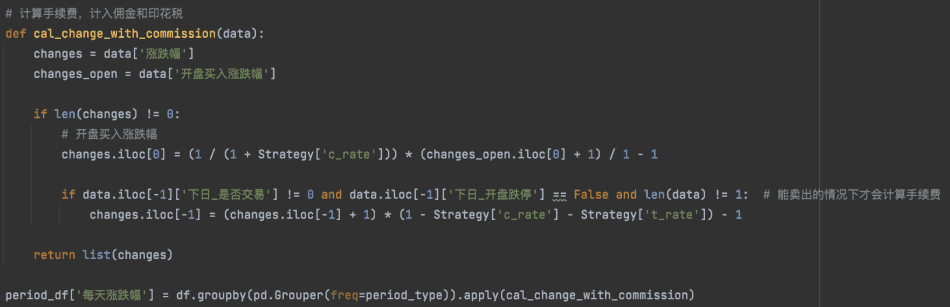 # 计算手续费，计入佣金和印花税
def cal_change_with_commission(data):
changes = data['涨跌幅']
changes_open = data['开盘买入涨跌幅']
if len(changes) != 0:
# 开盘买入涨跌幅
changes.iloc[0] = (1 / (1 + Strategy['c_rate'])) * (changes_open.iloc[0] + 1) / 1 - 1
if data.iloc[-1]['下日_是否交易'] != 0 and data.iloc[-1]['下日_开盘跌停'] == False and len(data) != 1:  # 能卖出的情况下才会计算手续费
changes.iloc[-1] = (changes.iloc[-1] + 1) * (1 - Strategy['c_rate'] - Strategy['t_rate']) - 1
return list(changes)
period_df['每天涨跌幅'] = df.groupby(pd.Grouper(freq=period_type)).apply(cal_change_with_commission)